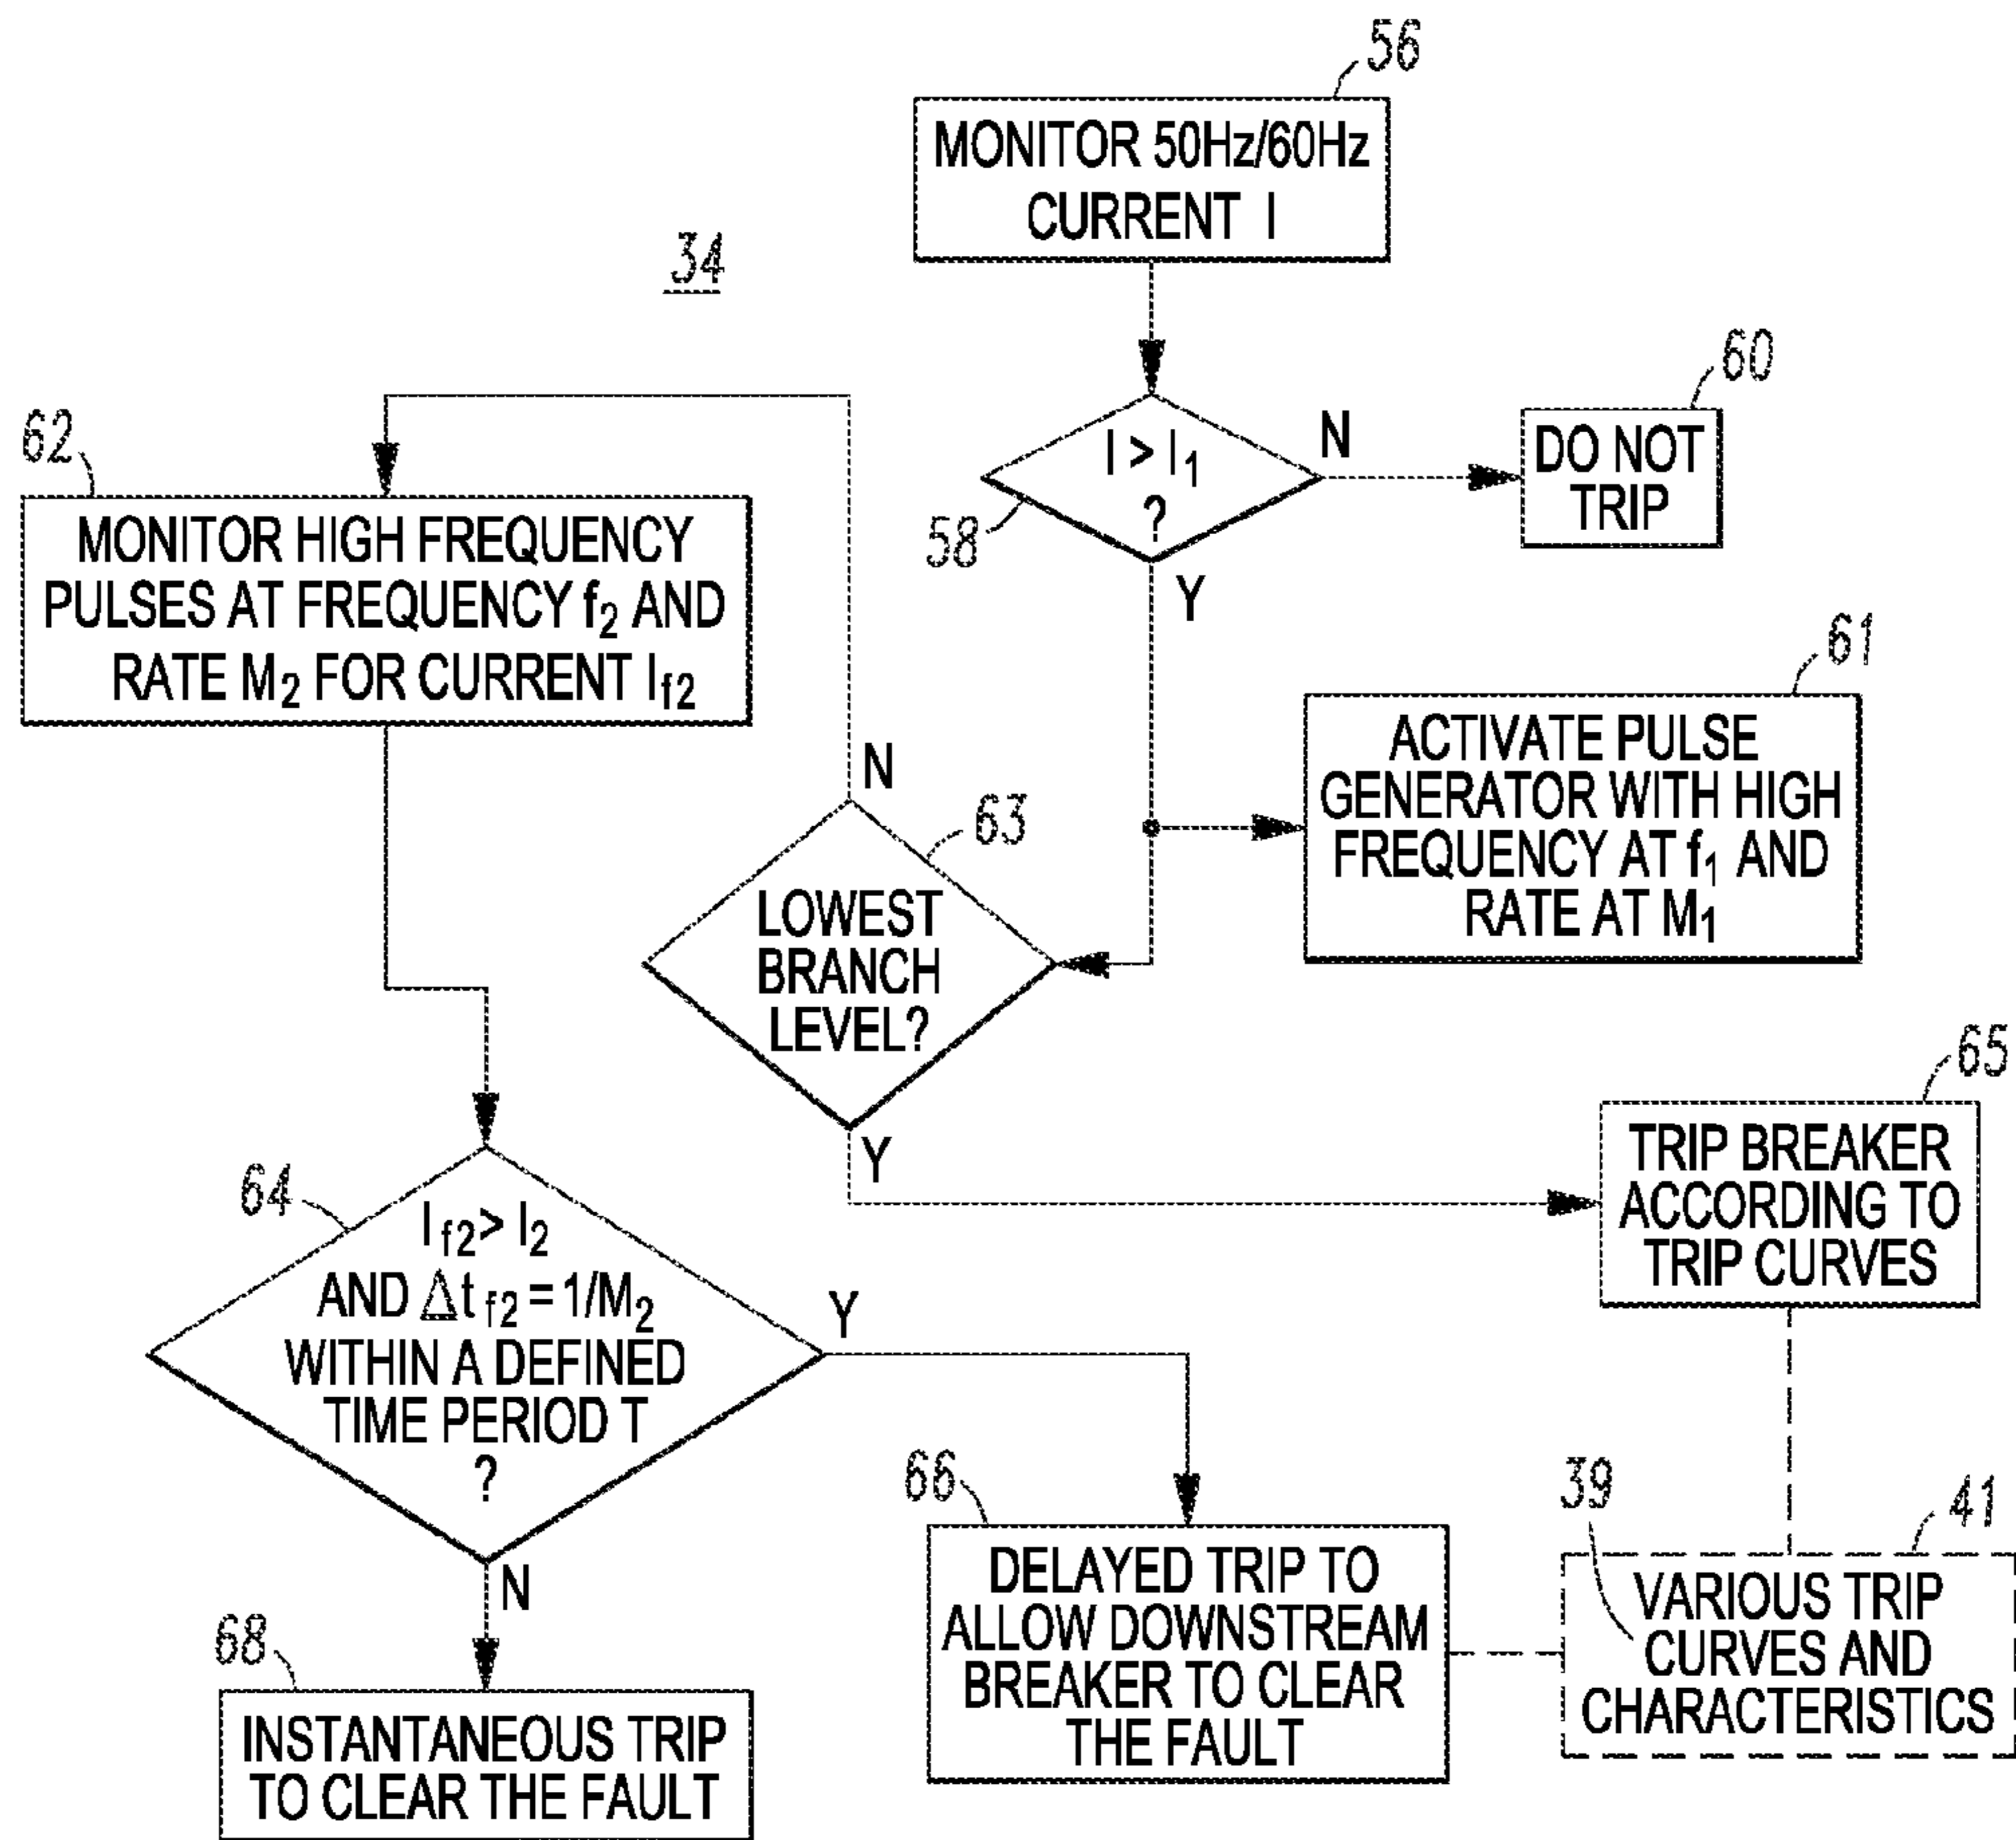 56
MONITOR 50Hz/60Hz
CURRENT I
34
I > I1
?
58
N
Y
60
DO NOT
TRIP
62
MONITOR HIGH FREQUENCY
PULSES AT FREQUENCY f2 AND
RATE M2 FOR CURRENT If2
61
ACTIVATE PULSE
GENERATOR WITH HIGH
FREQUENCY AT f1 AND
RATE AT M1
N
63
LOWEST
BRANCH
LEVEL?
Y
65
TRIP BREAKER
ACCORDING TO
TRIP CURVES
64
If2 > I2
AND Δtf2 = 1/M2
WITHIN A DEFINED
TIME PERIOD T
?
Y
N
66
DELAYED TRIP TO
ALLOW DOWNSTREAM
BREAKER TO CLEAR
THE FAULT
39
41
VARIOUS TRIP
CURVES AND
CHARACTERISTICS
68
INSTANTANEOUS TRIP
TO CLEAR THE FAULT